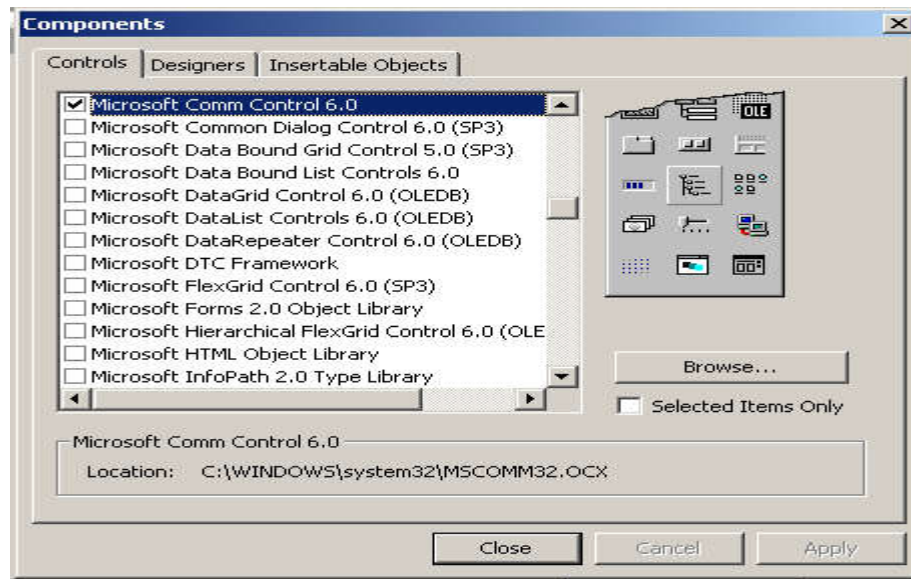 Components
Controls
Designers
Insertable Objects
Microsoft Comm Control 6.0
Microsoft Common Dialog Control 6.0 (SP3)
Microsoft Data Bound Grid Control 5.0 (SP3)
Microsoft Data Bound List Controls 6.0
Microsoft DataGrid Control 6.0 (OLEDB)
Microsoft DataList Controls 6.0 (OLEDB)
Microsoft DataRepeater Control 6.0 (OLEDB)
Microsoft DTC Framework
Microsoft FlexGrid Control 6.0 (SP3)
Microsoft Forms 2.0 Object Library
Microsoft Hierarchical FlexGrid Control 6.0 (OLE
Microsoft HTML Object Library
Microsoft InfoPath 2.0 Type Library
OLE
Browse...
Selected Items Only
Microsoft Comm Control 6.0
Location: C:\WINDOWS\system32\MSCOMM32.OCX
Close
Cancel
Apply